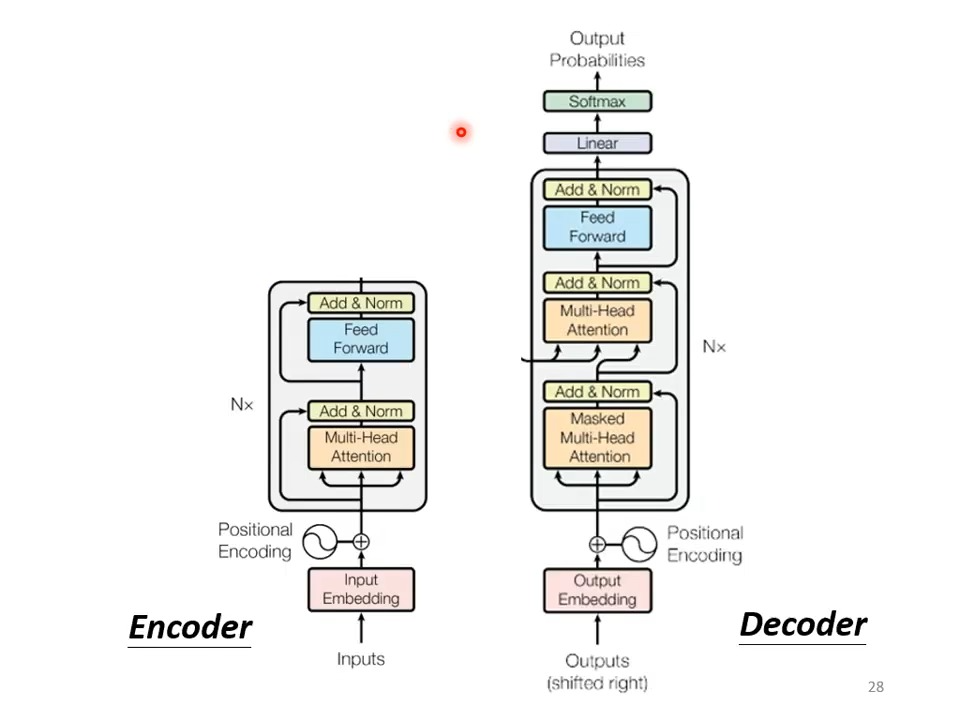 Output
Probabilities
Softmax
Linear
Add & Norm
Feed
Forward
Add & Norm
Multi-Head
Attention
Add & Norm
Masked
Multi-Head
Attention
Nx
Positional
Encoding
Output
Embedding
Outputs
(shifted right)
Decoder
Add & Norm
Feed
Forward
Add & Norm
Multi-Head
Attention
Nx
Positional
Encoding
Input
Embedding
Inputs
Encoder
28